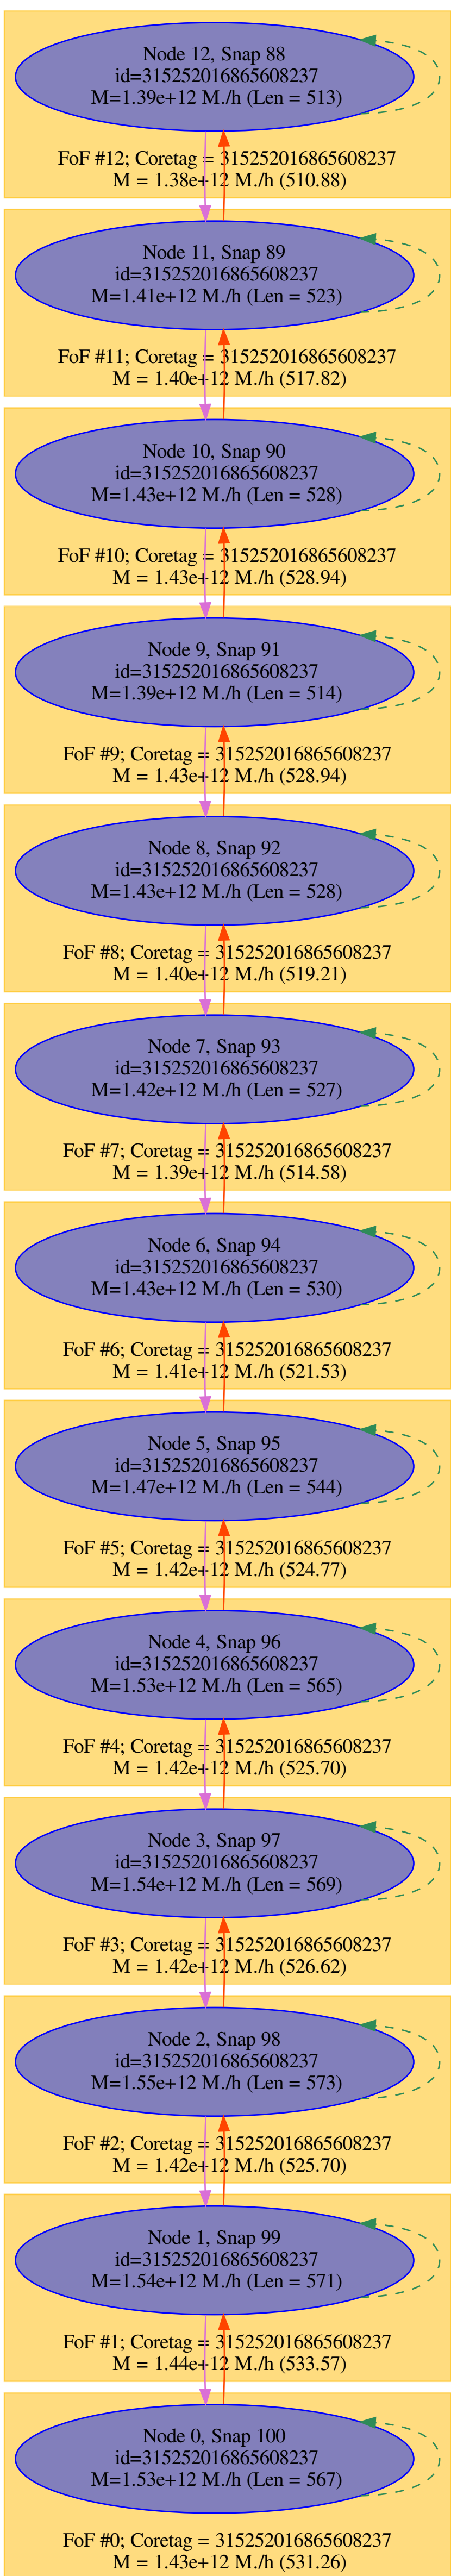 Node 12, Snap 88
id=315252016865608237
M=1.39e+12 M./h (Len = 513)
FoF #12; Coretag = 315252016865608237
M = 1.38e+12 M./h (510.88)
Node 11, Snap 89
id=315252016865608237
M=1.41e+12 M./h (Len = 523)
FoF #11; Coretag = 315252016865608237
M = 1.40e+12 M./h (517.82)
Node 10, Snap 90
id=315252016865608237
M=1.43e+12 M./h (Len = 528)
FoF #10; Coretag = 315252016865608237
M = 1.43e+12 M./h (528.94)
Node 9, Snap 91
id=315252016865608237
M=1.39e+12 M./h (Len = 514)
FoF #9; Coretag = 315252016865608237
M = 1.43e+12 M./h (528.94)
Node 8, Snap 92
id=315252016865608237
M=1.43e+12 M./h (Len = 528)
FoF #8; Coretag = 315252016865608237
M = 1.40e+12 M./h (519.21)
Node 7, Snap 93
id=315252016865608237
M=1.42e+12 M./h (Len = 527)
FoF #7; Coretag = 315252016865608237
M = 1.39e+12 M./h (514.58)
Node 6, Snap 94
id=315252016865608237
M=1.43e+12 M./h (Len = 530)
FoF #6; Coretag = 315252016865608237
M = 1.41e+12 M./h (521.53)
Node 5, Snap 95
id=315252016865608237
M=1.47e+12 M./h (Len = 544)
FoF #5; Coretag = 315252016865608237
M = 1.42e+12 M./h (524.77)
Node 4, Snap 96
id=315252016865608237
M=1.53e+12 M./h (Len = 565)
FoF #4; Coretag = 315252016865608237
M = 1.42e+12 M./h (525.70)
Node 3, Snap 97
id=315252016865608237
M=1.54e+12 M./h (Len = 569)
FoF #3; Coretag = 315252016865608237
M = 1.42e+12 M./h (526.62)
Node 2, Snap 98
id=315252016865608237
M=1.55e+12 M./h (Len = 573)
FoF #2; Coretag = 315252016865608237
M = 1.42e+12 M./h (525.70)
Node 1, Snap 99
id=315252016865608237
M=1.54e+12 M./h (Len = 571)
FoF #1; Coretag = 315252016865608237
M = 1.44e+12 M./h (533.57)
Node 0, Snap 100
id=315252016865608237
M=1.53e+12 M./h (Len = 567)
FoF #0; Coretag = 315252016865608237
M = 1.43e+12 M./h (531.26)